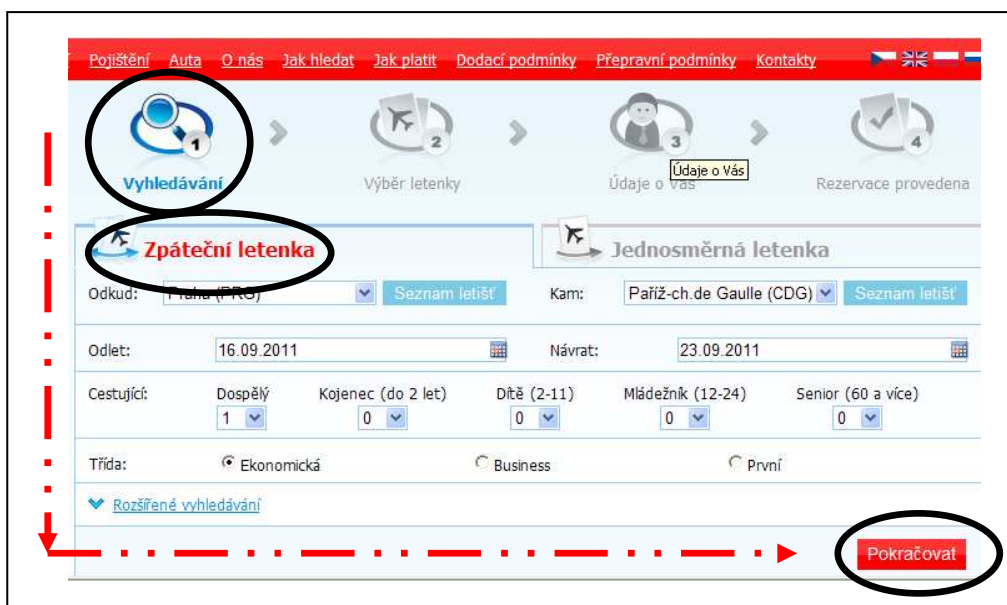 Pojištění Auta O nás Jak hledat Jak platit Dodací podmínky Přepravní podmínky Kontakty
1 2 3 4
Údaje o Vás
Vyhledávání Výběr letenky Údaje o Vás Rezervace provedena
Zpáteční letenka Jednosměrná letenka
Odkud: Praha (PRG) Seznam letišť Kam: Paříž-ch.de Gaulle (CDG) Seznam letišť
Odlet: 16.09.2011 Návrat: 23.09.2011
Cestující: Dospělý Kojenec (do 2 let) Dítě (2-11) Mládežník (12-24) Senior (60 a více)
1 0 0 0 0
Třída: Ekonomická Business První
Rozšířené vyhledávání
Pokračovat